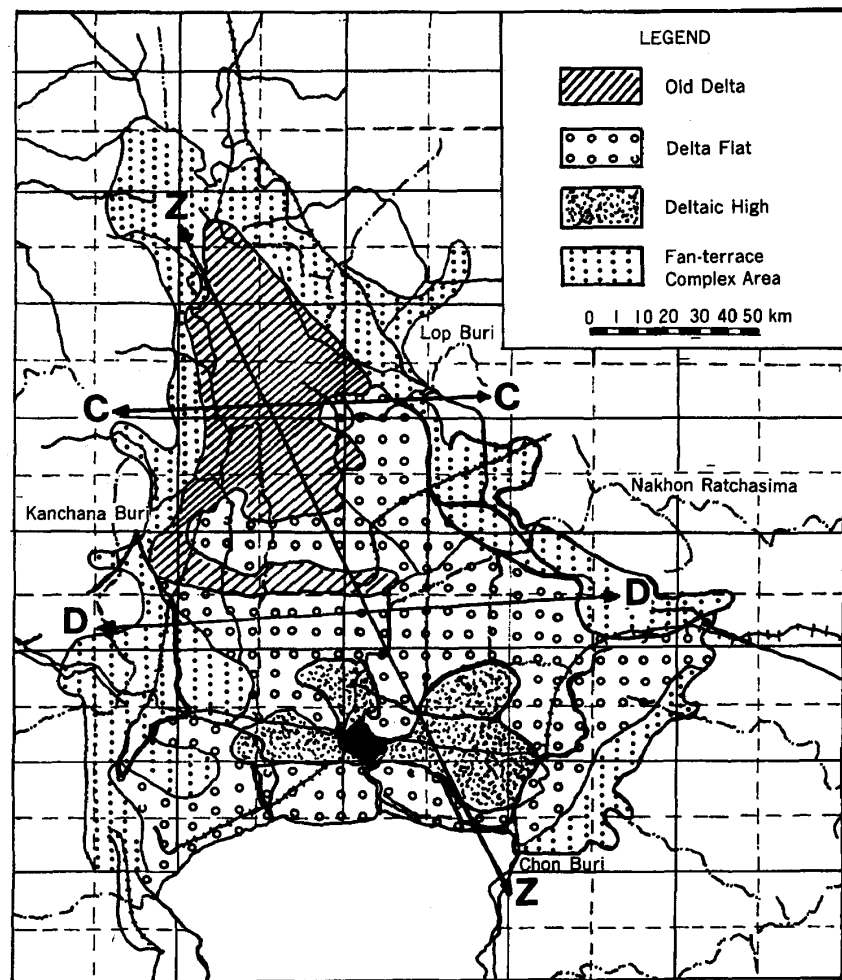 LEGEND
Old Delta
Delta Flat
Deltaic High
Fan-terrace
Complex Area
0 1 10 20 30 40 50 km
Z
Lop Buri
C
C
Nakhon Ratchasima
Kanchana Buri
D
D
Chon Buri
Z